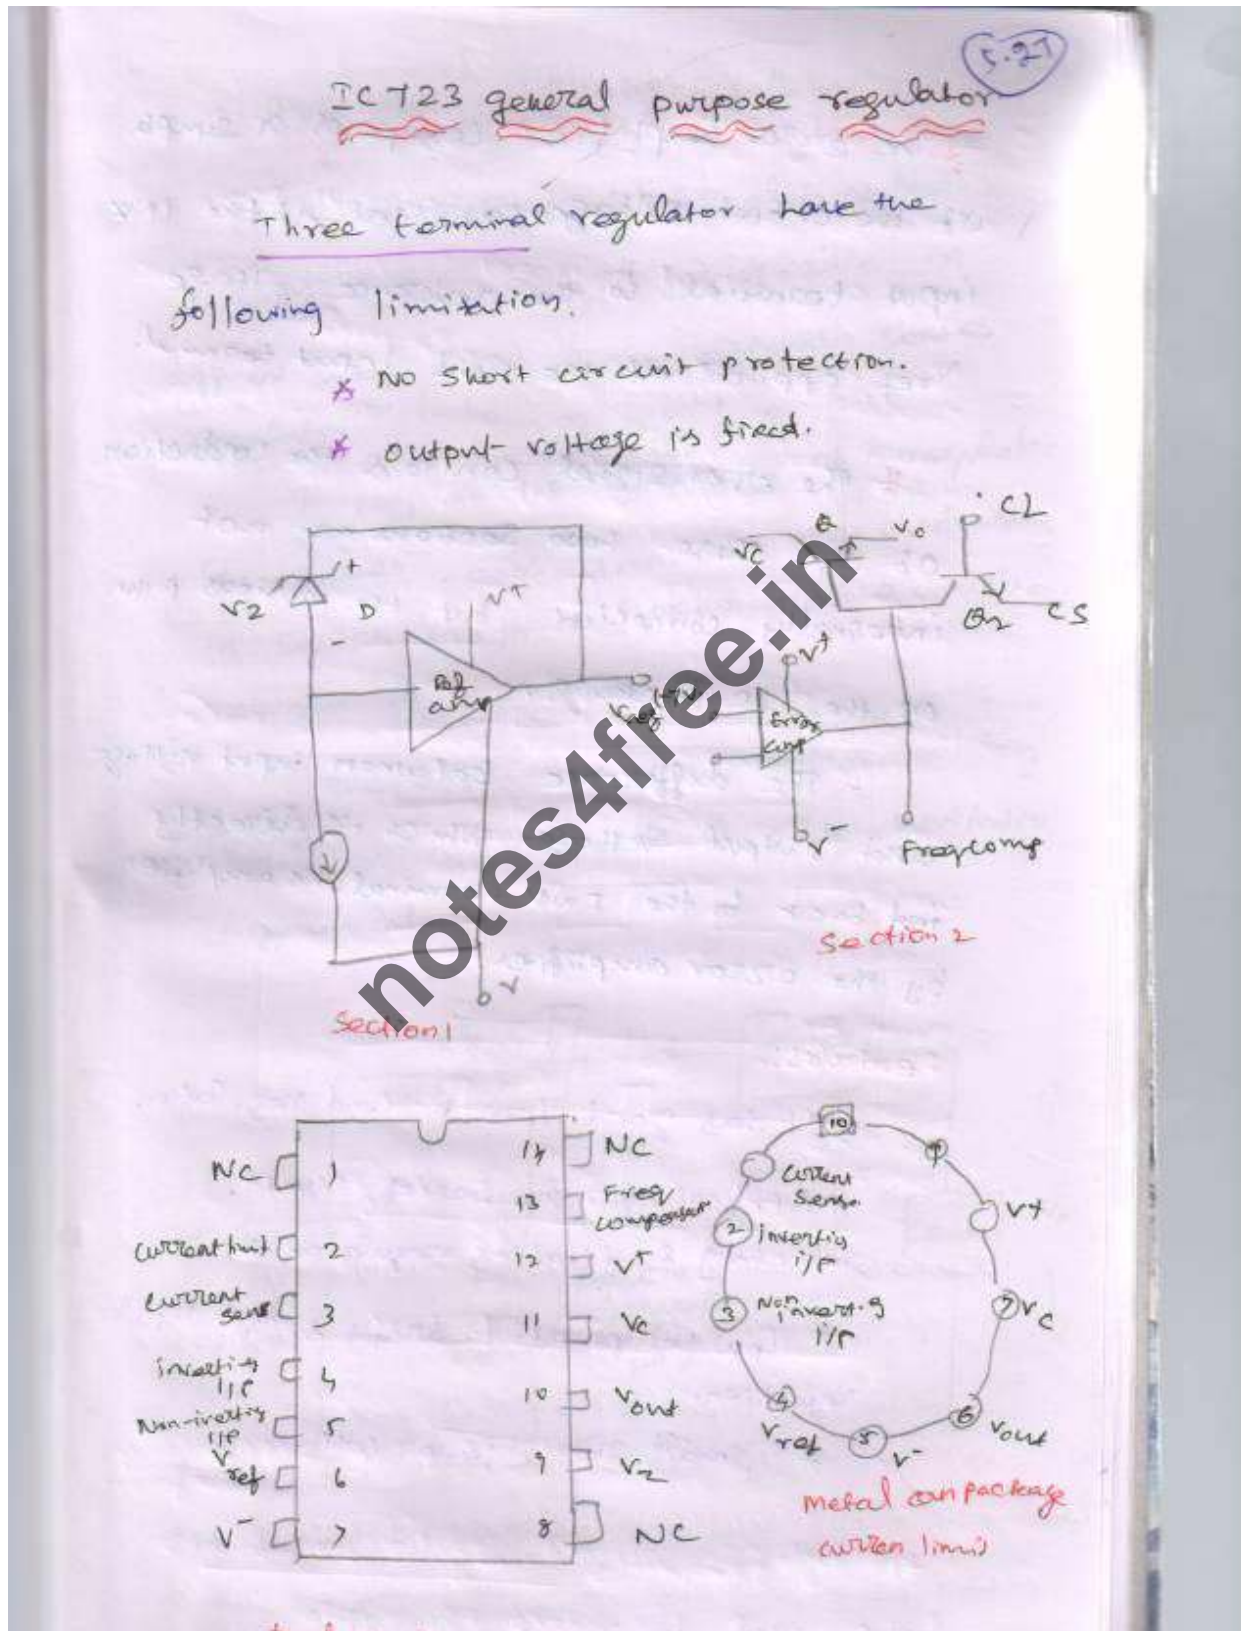 5.27
IC 723 general purpose regulator
Three terminal regulator have the
following limitation.
* No short circuit protection.
* output voltage is fixed.
CL
Q
Vo
Vc
Q2
CS
+
VZ
D
-
V+
Ref
amp
Vref
V+
Error
amp
V-
Freq comp
Section 2
V
Section 1
notes4free.in
NC 1
14 NC
13 Freq
current limit 2
12 V+
current
sens 3
11 Vc
inverting
i/p 4
10 Vout
Non-inverting
i/p 5
9 Vz
Vref 6
V- 7
8 NC
10
9
current
sense
V+
2 inverting
i/p
3 Non
inverting
i/p
7 Vc
4
Vref
5
V-
6 Vout
Metal can package